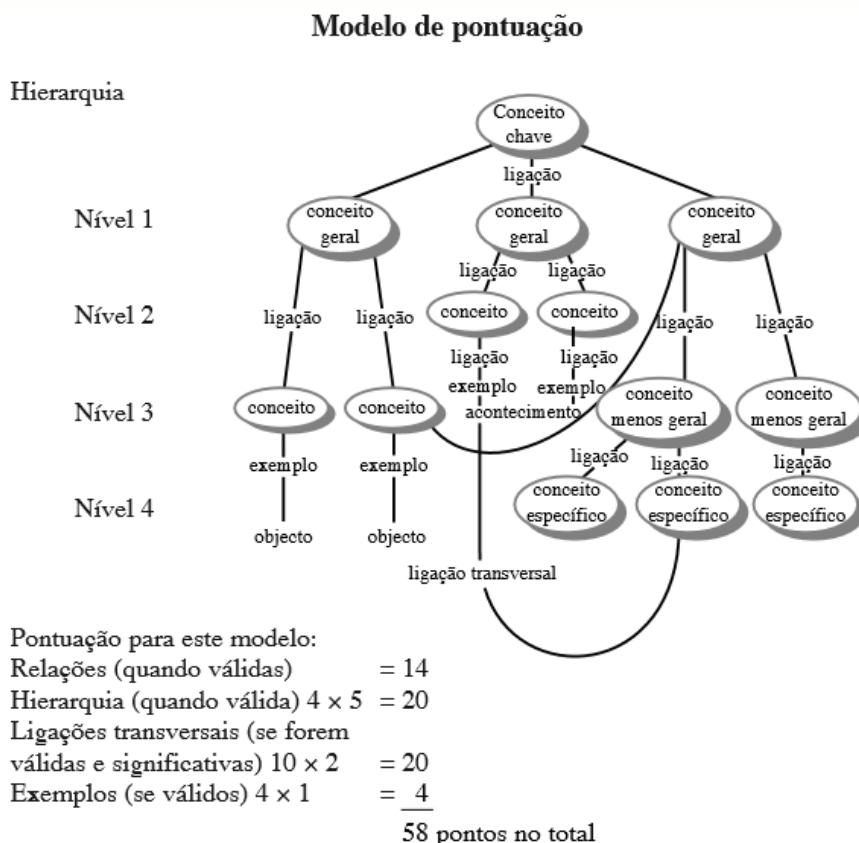 Modelo de pontuação
Hierarquia
Conceito
chave
ligação
Nível 1
conceito
geral
conceito
geral
conceito
geral
ligação
ligação
Nível 2
ligação
ligação
conceito
conceito
ligação
ligação
ligação
ligação
exemplo
exemplo
acontecimento
Nível 3
conceito
conceito
conceito
menos geral
conceito
menos geral
exemplo
exemplo
ligação
ligação
ligação
Nível 4
objecto
objecto
conceito
específico
conceito
específico
conceito
específico
ligação transversal
Pontuação para este modelo:
Relações (quando válidas) = 14
Hierarquia (quando válida) 4 × 5 = 20
Ligações transversais (se forem
válidas e significativas) 10 × 2 = 20
Exemplos (se válidos) 4 × 1 = 4
58 pontos no total